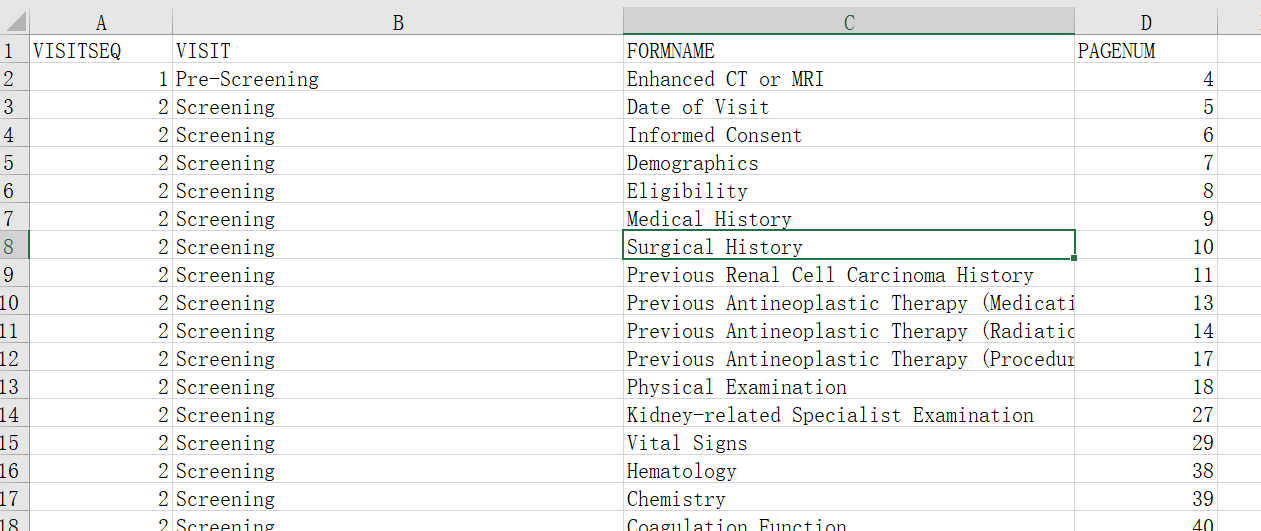 A B C D
1 VISITSEQ VISIT FORMNAME PAGENUM
2 1 Pre-Screening Enhanced CT or MRI 4
3 2 Screening Date of Visit 5
4 2 Screening Informed Consent 6
5 2 Screening Demographics 7
6 2 Screening Eligibility 8
7 2 Screening Medical History 9
8 2 Screening Surgical History 10
9 2 Screening Previous Renal Cell Carcinoma History 11
10 2 Screening Previous Antineoplastic Therapy (Medicati 13
11 2 Screening Previous Antineoplastic Therapy (Radiatic 14
12 2 Screening Previous Antineoplastic Therapy (Procedur 17
13 2 Screening Physical Examination 18
14 2 Screening Kidney-related Specialist Examination 27
15 2 Screening Vital Signs 29
16 2 Screening Hematology 38
17 2 Screening Chemistry 39
18 2 Screening Coagulation Function 40